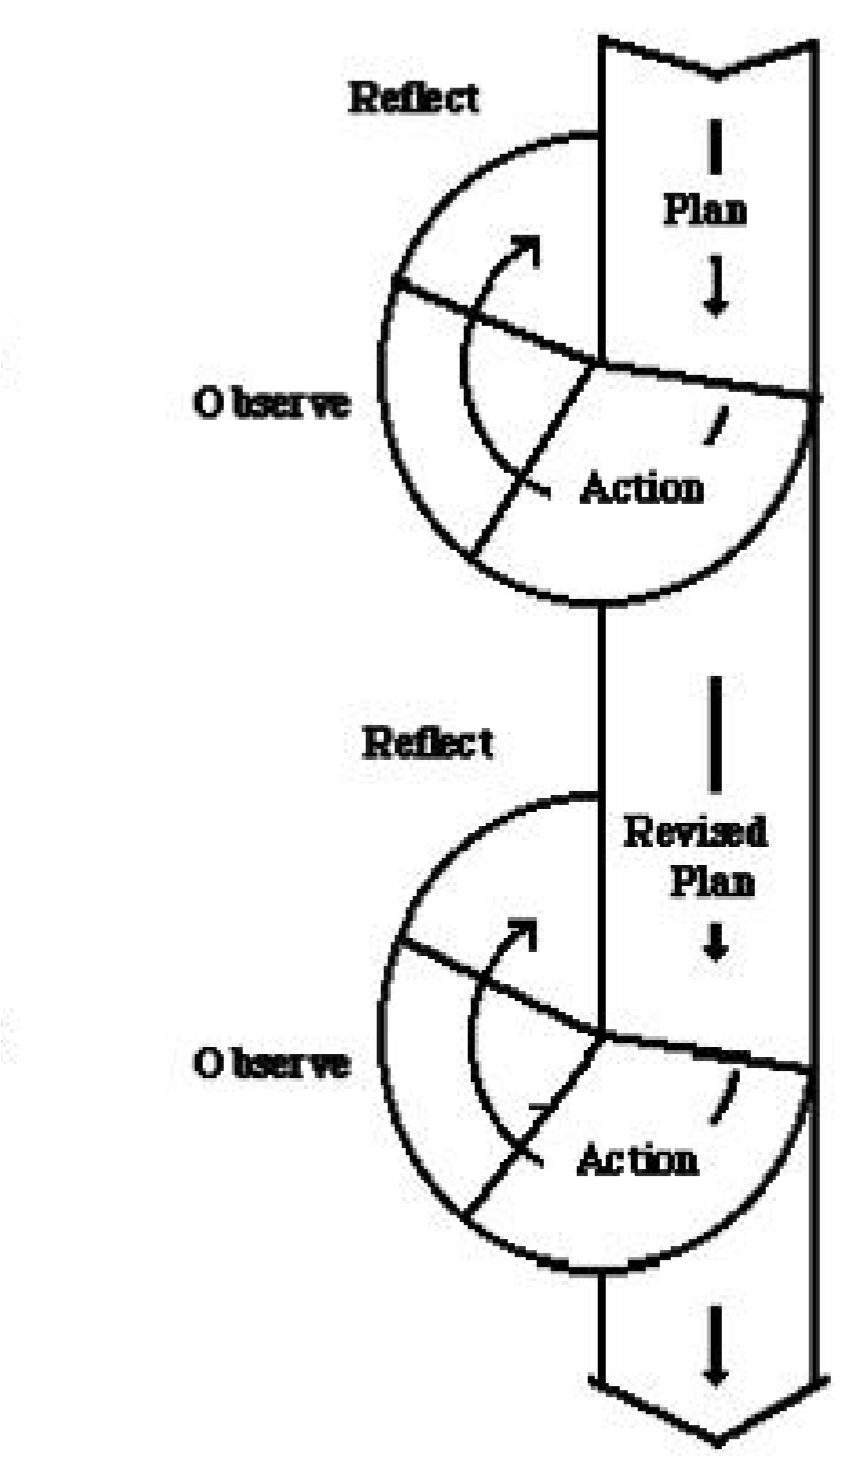 Reflect
Plan
Observe
Action
Reflect
Revised
Plan
Observe
Action